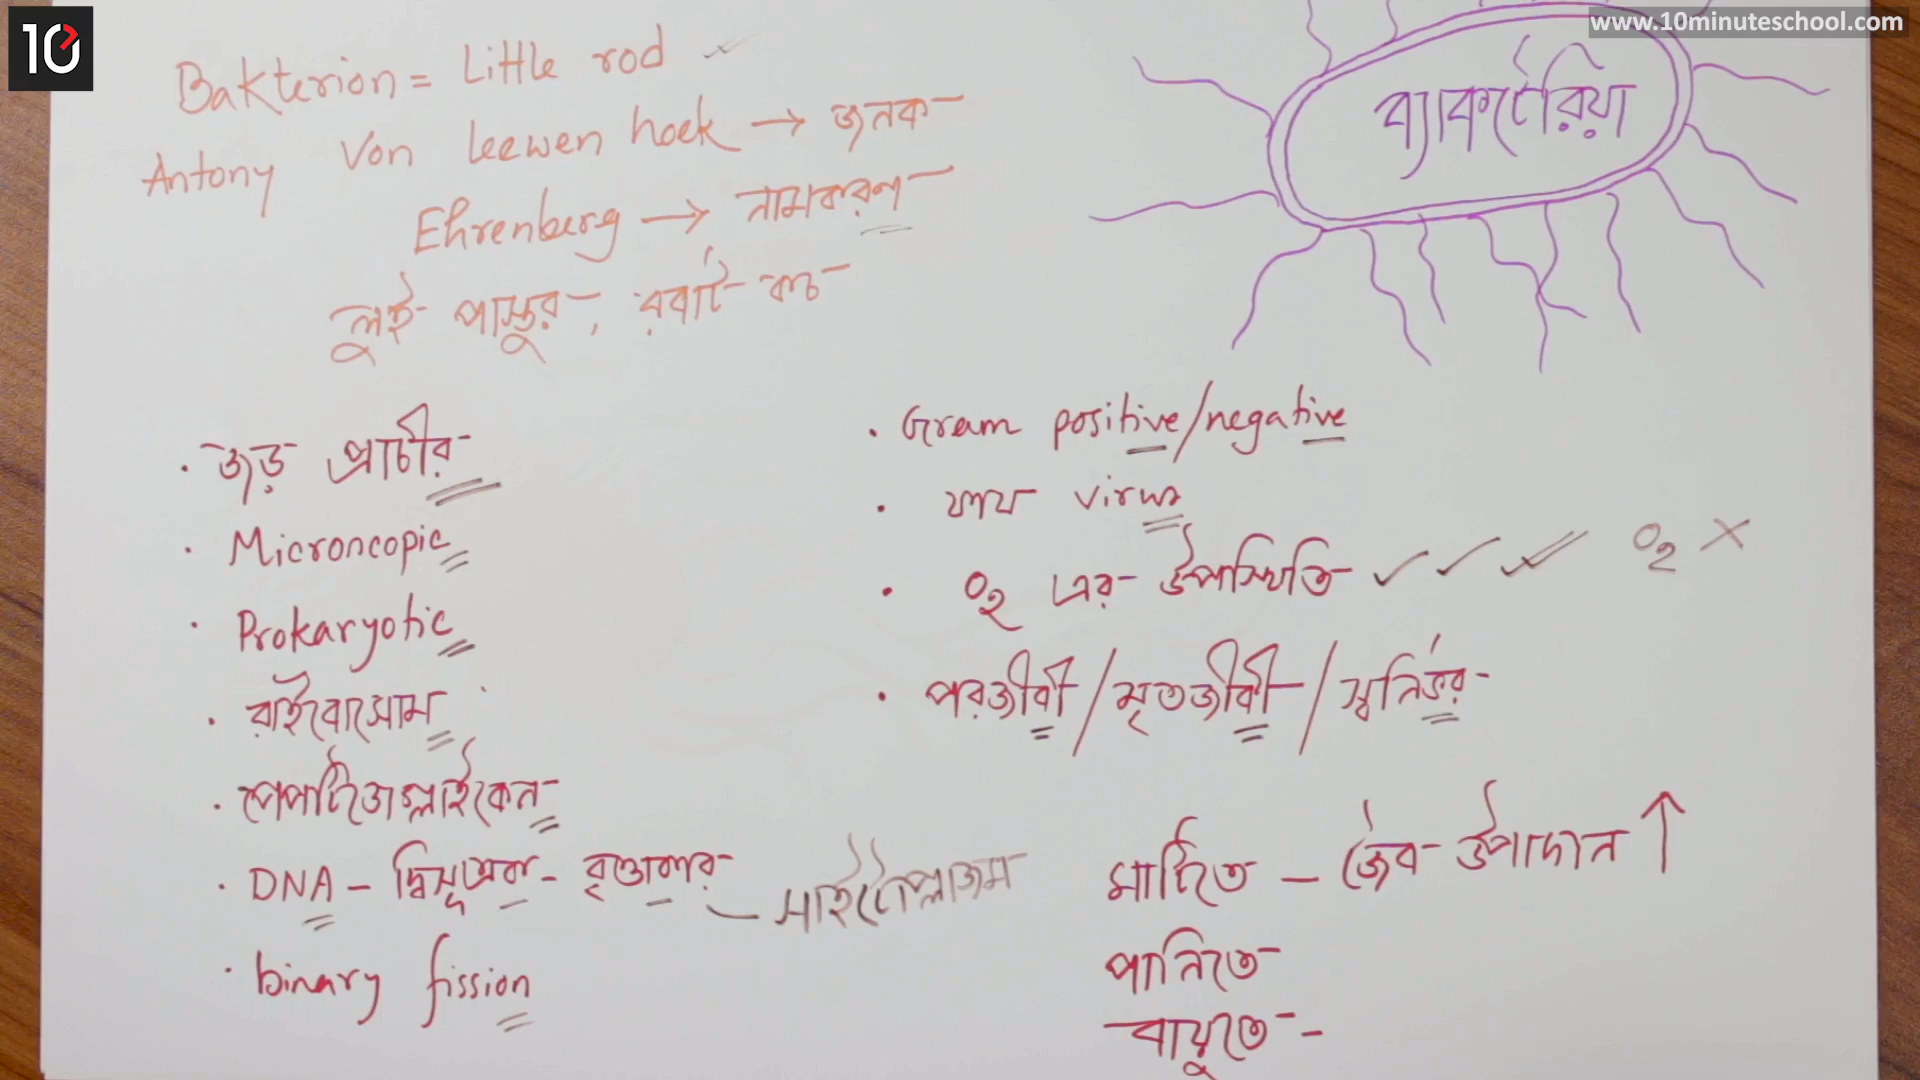 10
www.10minuteschool.com
Bakterion = Little rod
Antony Von Leewen hoek → জনক
Ehrenberg → নামকরণ
লুই পাস্তুর, রবার্ট কচ
ব্যাকটেরিয়া
• জড় প্রাচীর
• Microscopic
• Prokaryotic
• রাইবোসোম
• পেপটিডোগ্লাইকেন
• DNA - দ্বিসূত্রক - বৃত্তাকার — সাইটোপ্লাজম
• binary fission
• Gram positive/negative
• ফায virus
• O2 এর উপস্থিতি ✓ ✓ ✓ O2 ×
• পরজীবী / মৃতজীবী / স্বনির্ভর
মাটিতে - জৈব উপাদান ↑
পানিতে
বায়ুতে -